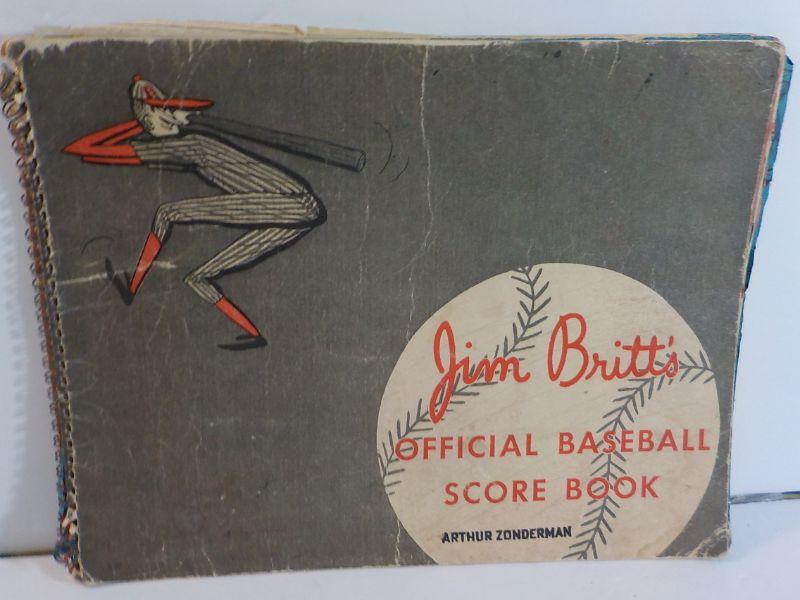 Jim Britt's
OFFICIAL BASEBALL
SCORE BOOK
ARTHUR ZONDERMAN